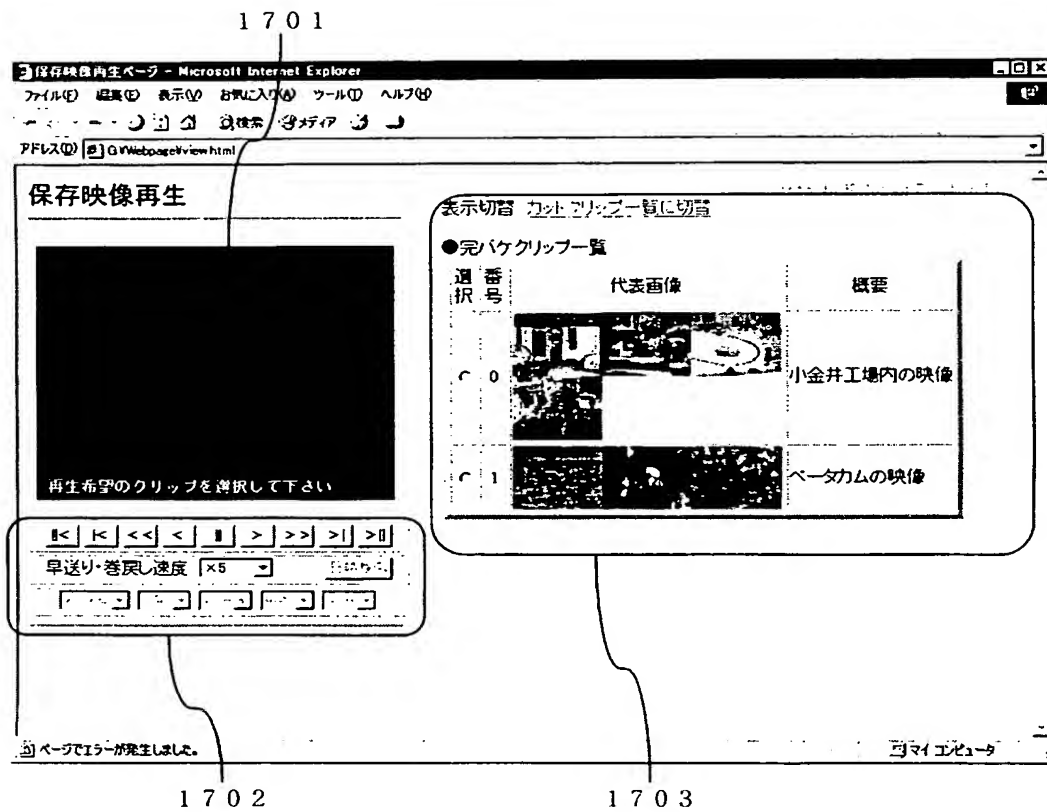 1701
保存映像再生ページ - Microsoft Internet Explorer
ファイル(F) 編集(E) 表示(V) お気に入り(A) ツール(T) ヘルプ(H)
検索 メディア
アドレス(D) G:¥Webpage¥view.html
保存映像再生
再生希望のクリップを選択して下さい
|< |< << < || > >> >| >||
早送り・巻戻し速度 ×5
表示切替 カットクリップ一覧に切替
●完パケクリップ一覧
選択 番号 代表画像 概要
0 小金井工場内の映像
1 ベータカムの映像
ページでエラーが発生しました。 マイ コンピュータ
1702 1703